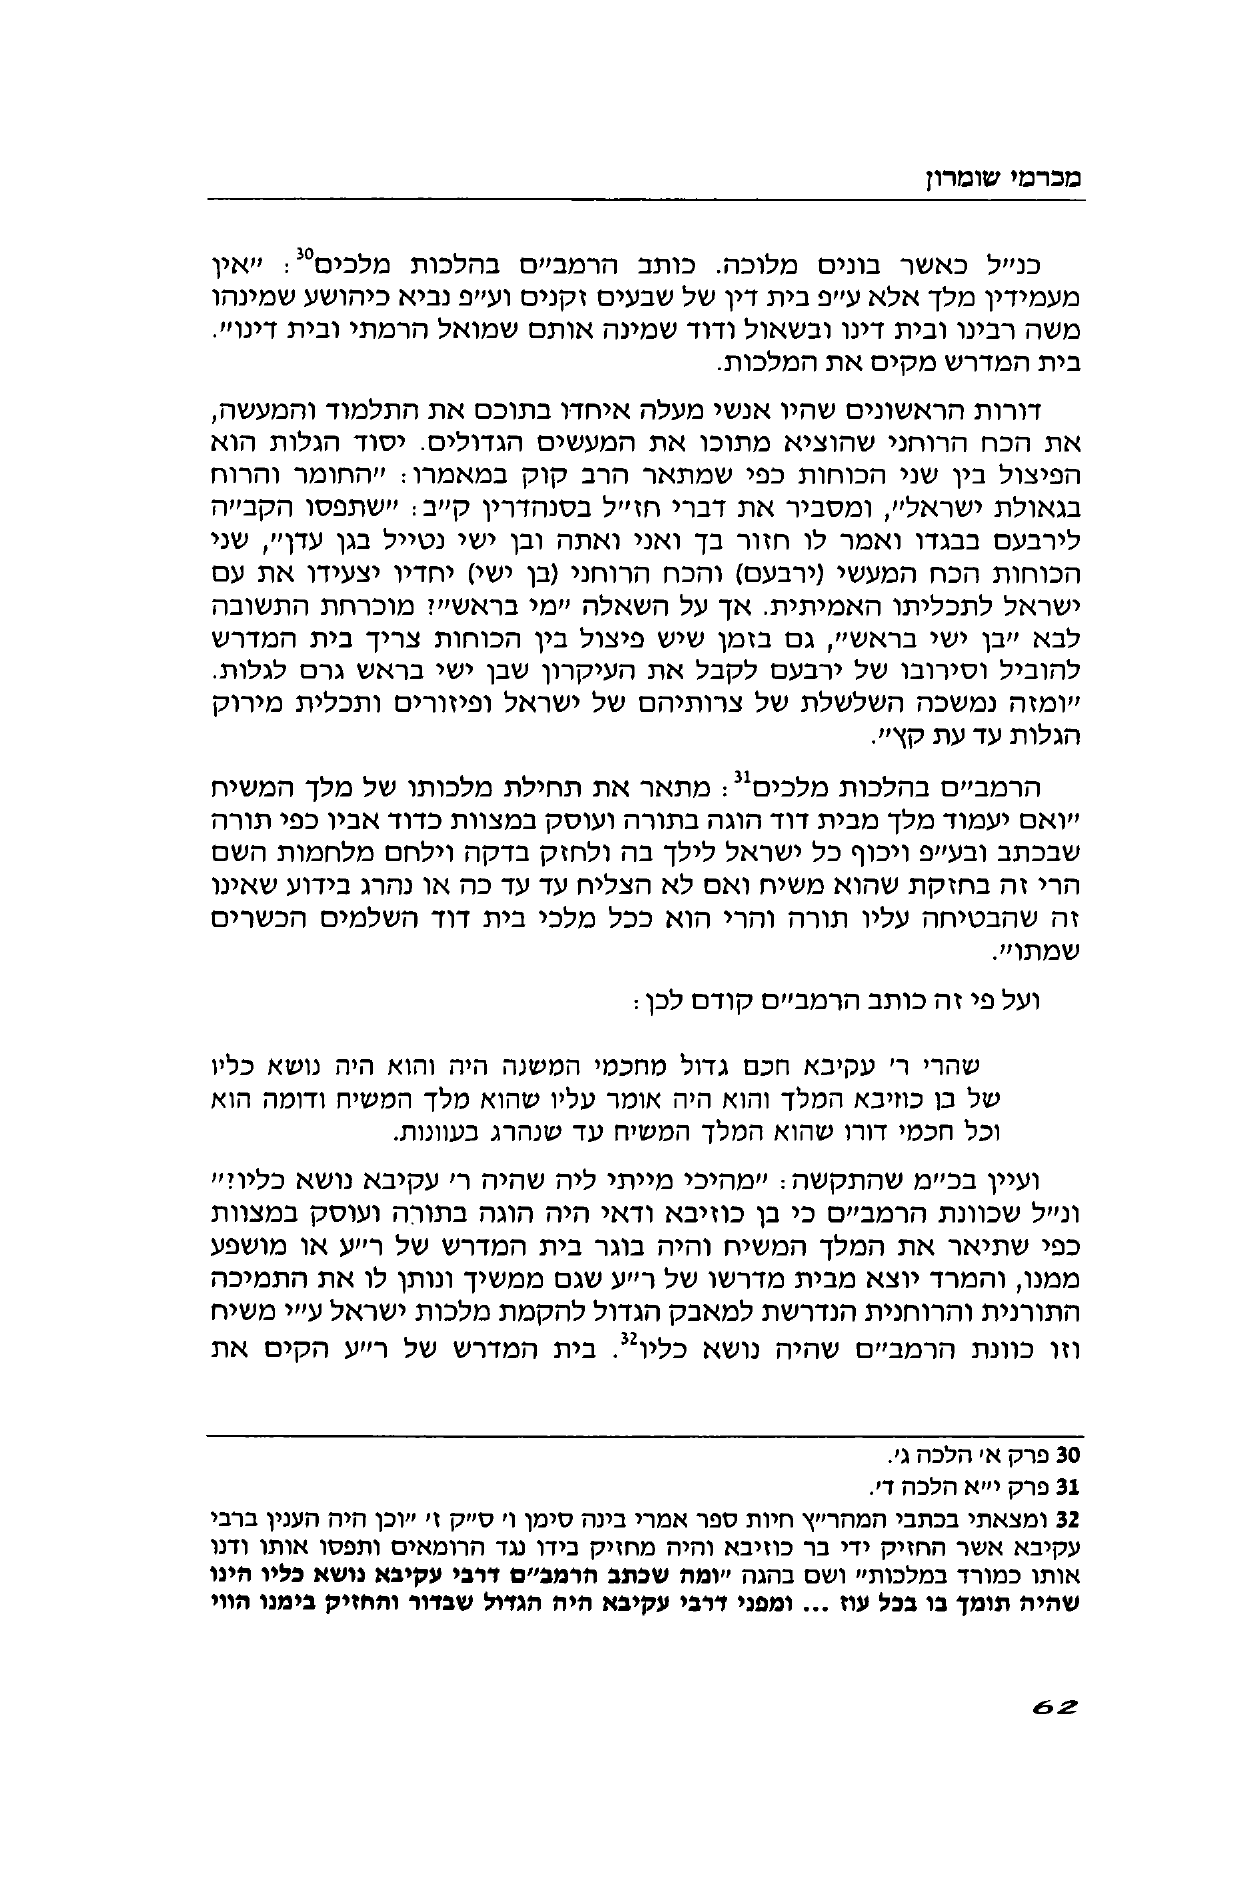 מכרמי שומרון
כנ״ל כאשר בונים מלוכה. כותב הרמב״ם בהלכות מלכים30: ״אין
מעמידין מלך אלא ע״פ בית דין של שבעים זקנים וע״פ נביא כיהושע שמינהו
משה רבינו ובית דינו ובשאול ודוד שמינה אותם שמואל הרמתי ובית דינו״.
בית המדרש מקים את המלכות.
דורות הראשונים שהיו אנשי מעלה איחדו בתוכם את התלמוד והמעשה,
את הכח הרוחני שהוציא מתוכו את המעשים הגדולים. יסוד הגלות הוא
הפיצול בין שני הכוחות כפי שמתאר הרב קוק במאמרו: ״החומר והרוח
בגאולת ישראל״, ומסביר את דברי חז״ל בסנהדרין ק״ב: ״שתפסו הקב״ה
לירבעם בבגדו ואמר לו חזור בך ואני ואתה ובן ישי נטייל בגן עדן״, שני
הכוחות הכח המעשי (ירבעם) והכח הרוחני (בן ישי) יחדיו יצעידו את עם
ישראל לתכליתו האמיתית. אך על השאלה ״מי בראש״? מוכרחת התשובה
לבא ״בן ישי בראש״, גם בזמן שיש פיצול בין הכוחות צריך בית המדרש
להוביל וסירובו של ירבעם לקבל את העיקרון שבן ישי בראש גרם לגלות.
״ומזה נמשכה השלשלת של צרותיהם של ישראל ופיזורים ותכלית מירוק
הגלות עד עת קץ״.
הרמב״ם בהלכות מלכים31: מתאר את תחילת מלכותו של מלך המשיח
״ואם יעמוד מלך מבית דוד הוגה בתורה ועוסק במצוות כדוד אביו כפי תורה
שבכתב ובע״פ ויכוף כל ישראל לילך בה ולחזק בדקה וילחם מלחמות השם
הרי זה בחזקת שהוא משיח ואם לא הצליח עד עד כה או נהרג בידוע שאינו
זה שהבטיחה עליו תורה והרי הוא ככל מלכי בית דוד השלמים הכשרים
שמתו״.
ועל פי זה כותב הרמב״ם קודם לכן:
שהרי ר׳ עקיבא חכם גדול מחכמי המשנה היה והוא היה נושא כליו
של בן כוזיבא המלך והוא היה אומר עליו שהוא מלך המשיח ודומה הוא
וכל חכמי דורו שהוא המלך המשיח עד שנהרג בעוונות.
ועיין בכ״מ שהתקשה: ״מהיכי מייתי ליה שהיה ר׳ עקיבא נושא כליו?״
ונ״ל שכוונת הרמב״ם כי בן כוזיבא ודאי היה הוגה בתורה ועוסק במצוות
כפי שתיאר את המלך המשיח והיה בוגר בית המדרש של ר״ע או מושפע
ממנו, והמרד יוצא מבית מדרשו של ר״ע שגם ממשיך ונותן לו את התמיכה
התורנית והרוחנית הנדרשת למאבק הגדול להקמת מלכות ישראל ע״י משיח
וזו כוונת הרמב״ם שהיה נושא כליו32. בית המדרש של ר״ע הקים את
30 פרק א׳ הלכה ג׳.
31 פרק י״א הלכה ד׳.
32 ומצאתי בכתבי המהר״ץ חיות ספר אמרי בינה סימן ו׳ ס״ק ז׳ ״וכן היה הענין ברבי
עקיבא אשר החזיק ידי בר כוזיבא והיה מחזיק בידו נגד הרומאים ותפסו אותו ודנו
אותו כמורד במלכות״ ושם בהגה ״ומה שכתב הרמב״ם דרבי עקיבא נושא כליו הינו
שהיה תומך בו בכל עוז ... ומפני דרבי עקיבא היה הגדול שבדור והחזיק בימנו הווי
62